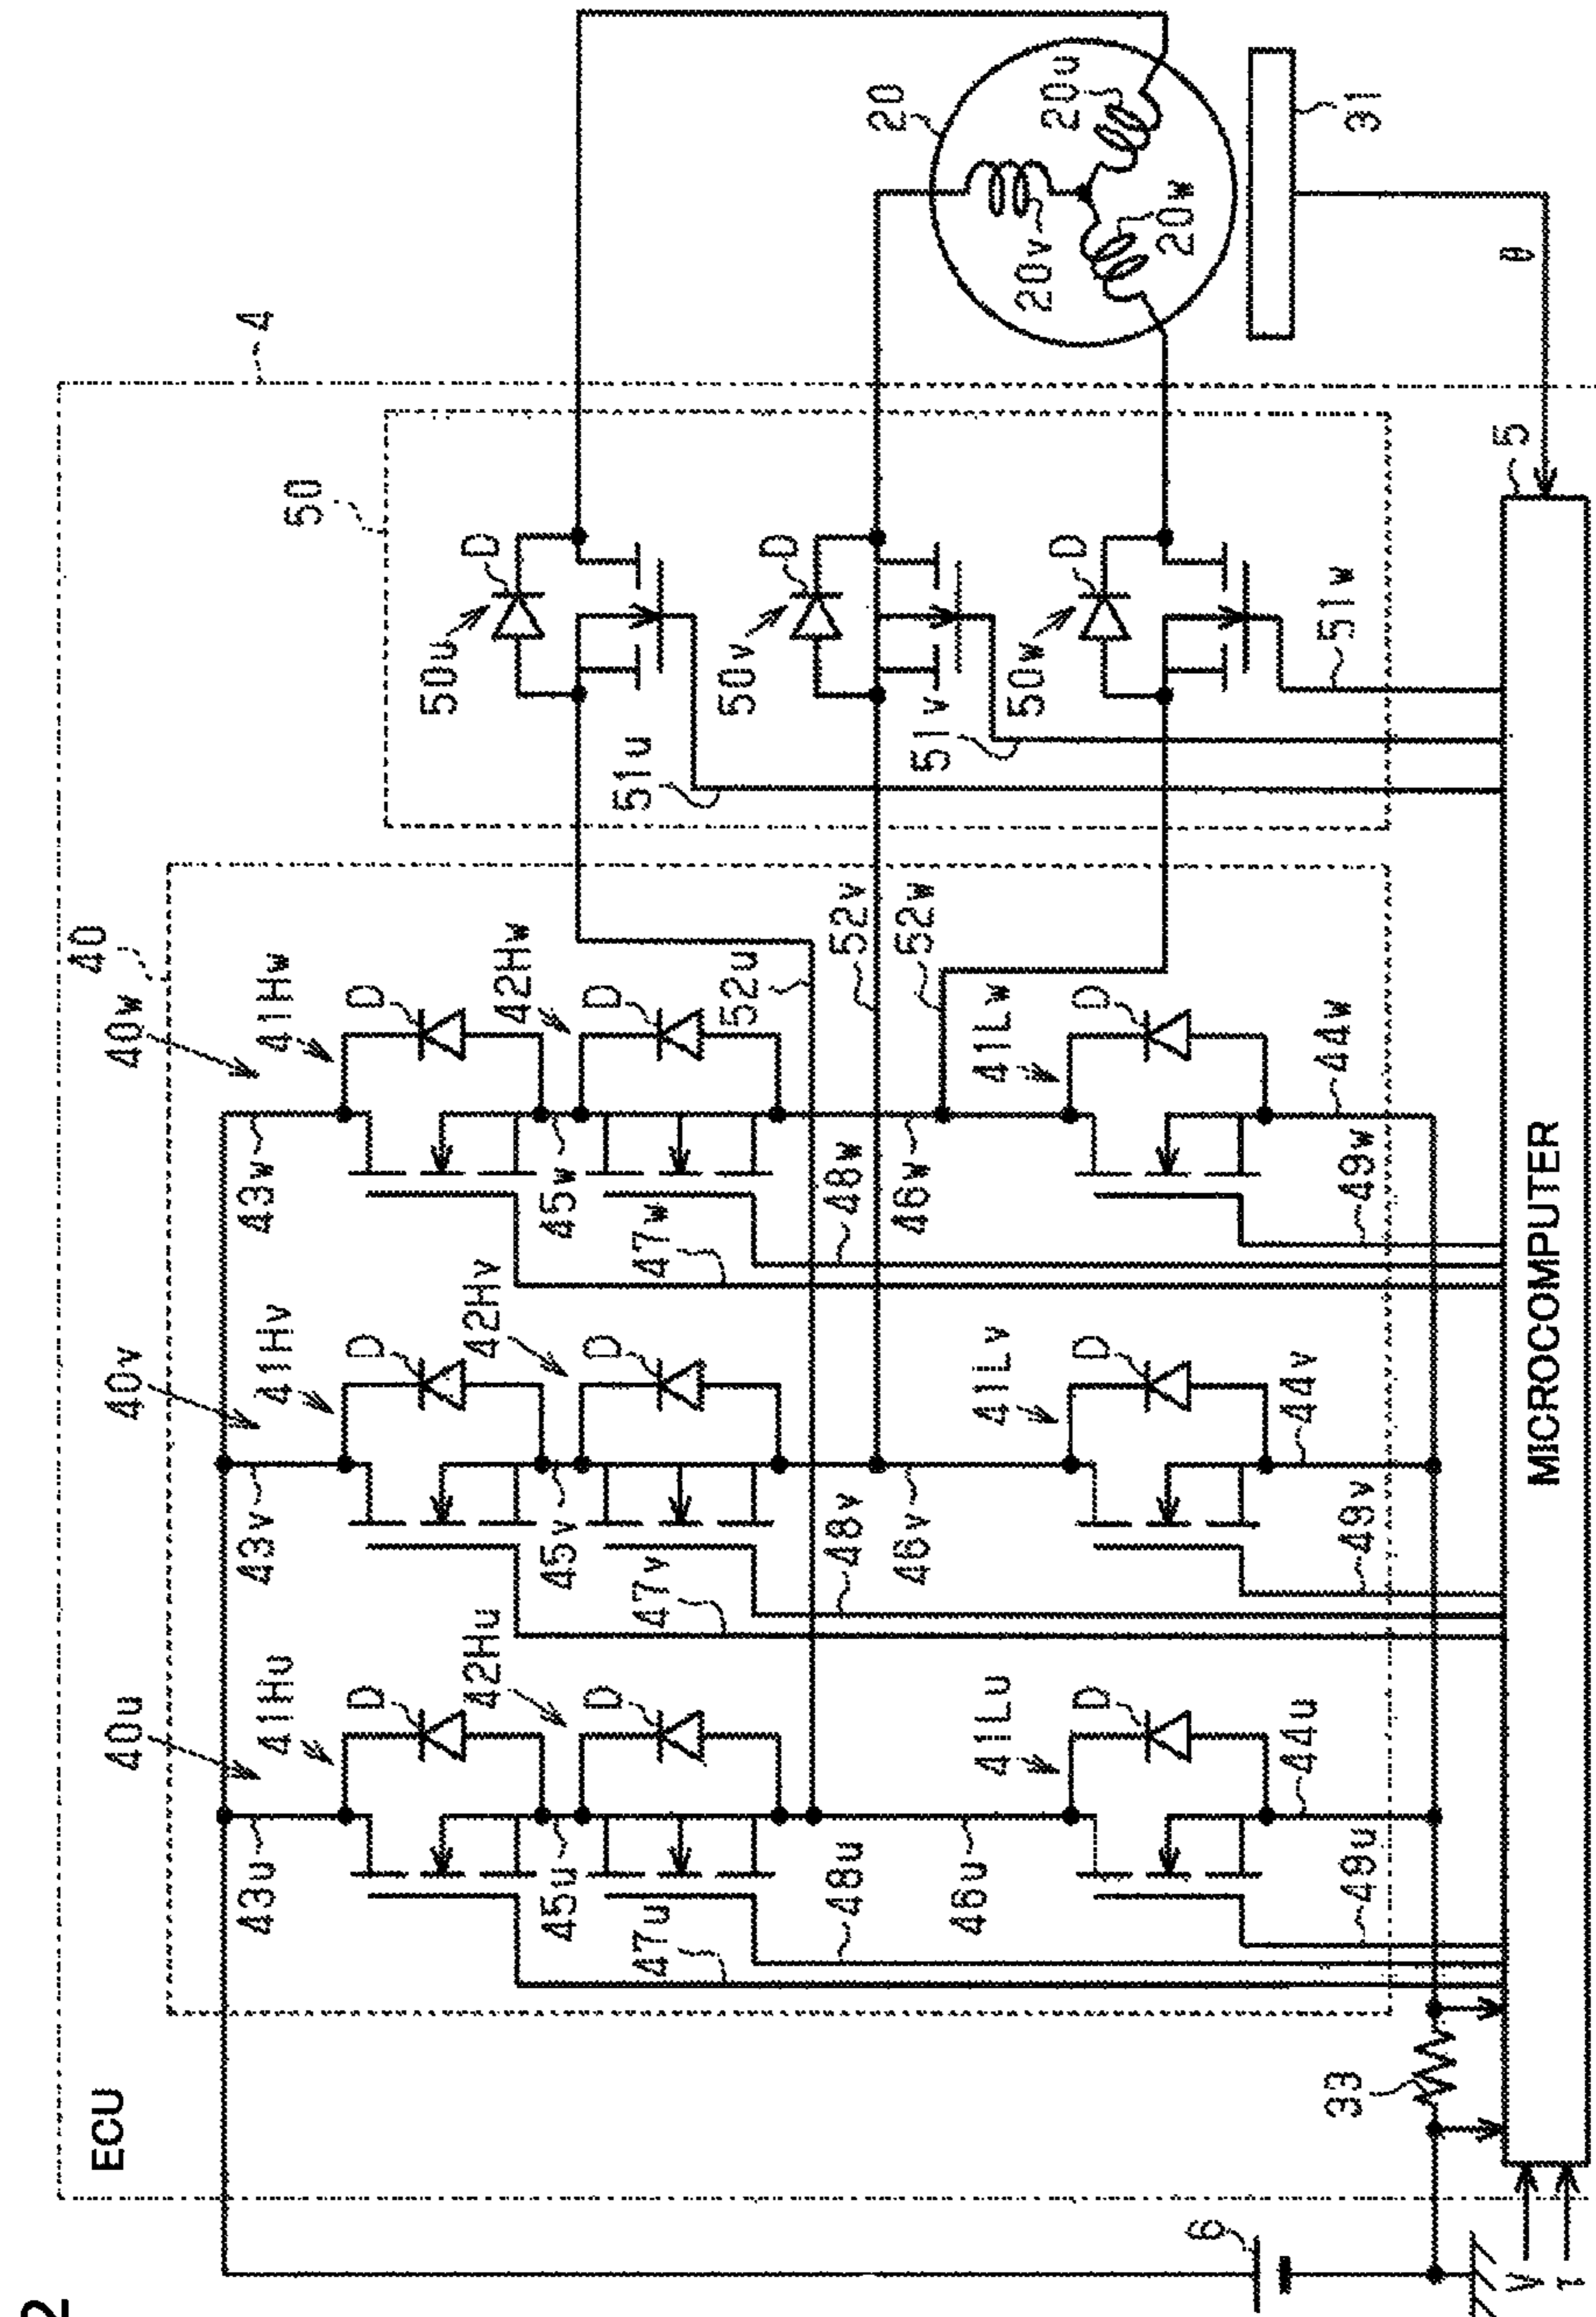 2
ECU
4
40
50
40u
40v
40w
41Hu
41Hv
41Hw
43u
D
43v
D
43w
D
42Hu
42Hv
42Hw
50u
D
45u
D
45v
D
45w
D
47u
47v
47w
51u
52u
50v
D
20
48u
48v
48w
52v
51v
46u
46v
46w
52w
20v
20u
20w
50w
D
41Lu
D
41Lv
D
41Lw
D
6
33
49u
44u
49v
44v
49w
44w
51w
31
5
θ
V
τ
MICROCOMPUTER